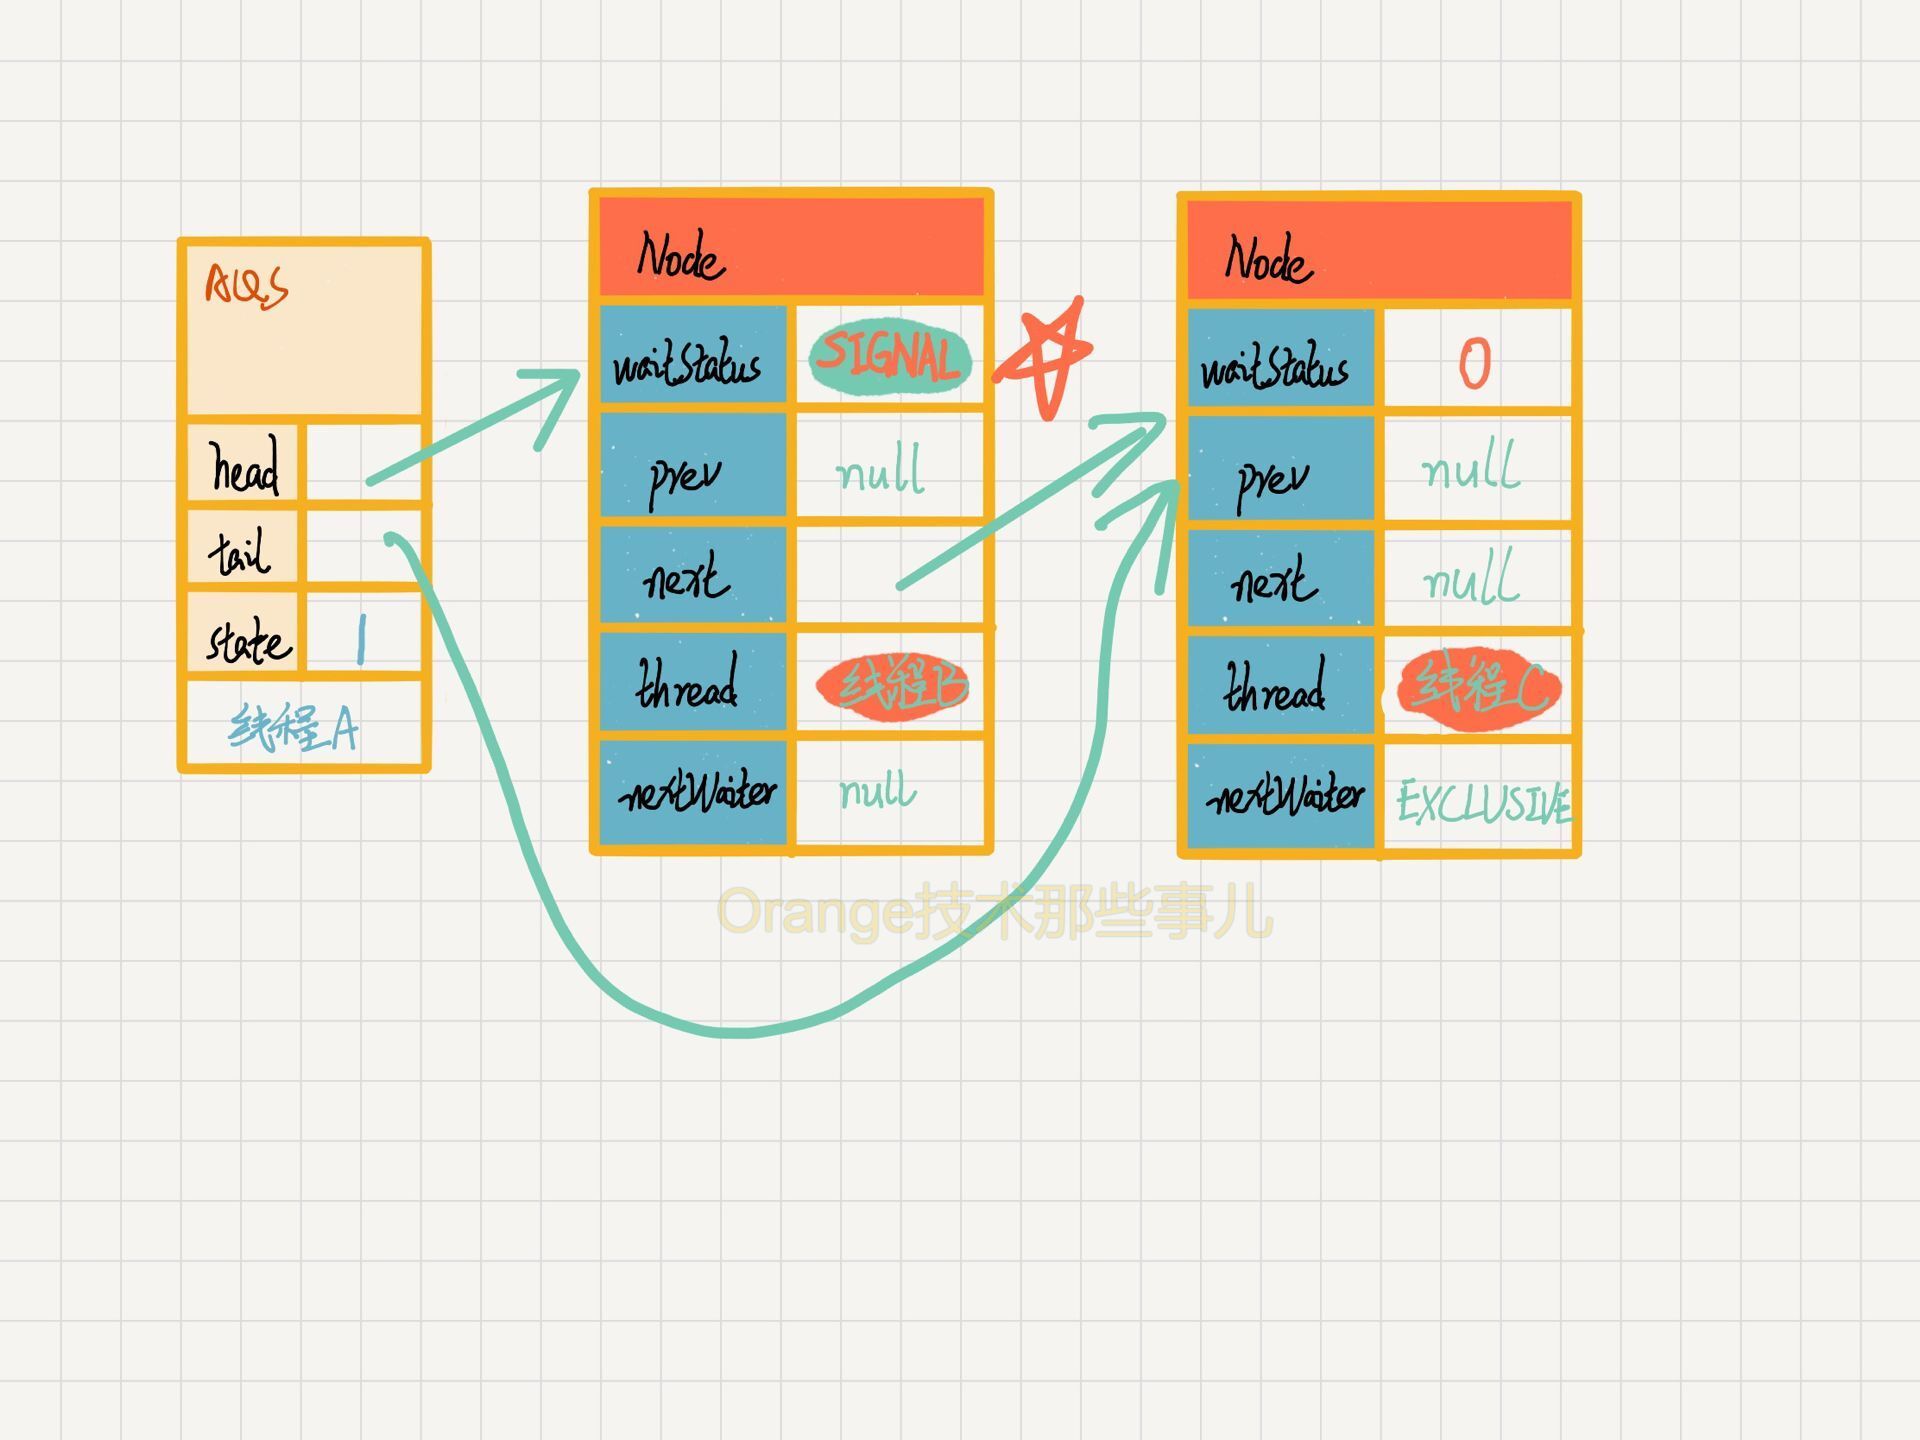 AQS
head
tail
state 1
线程A
Node
waitStatus SIGNAL
prev null
next
thread 线程B
nextWaiter null
Node
waitStatus 0
prev null
next null
thread 线程C
nextWaiter EXCLUSIVE
Orange技术那些事儿